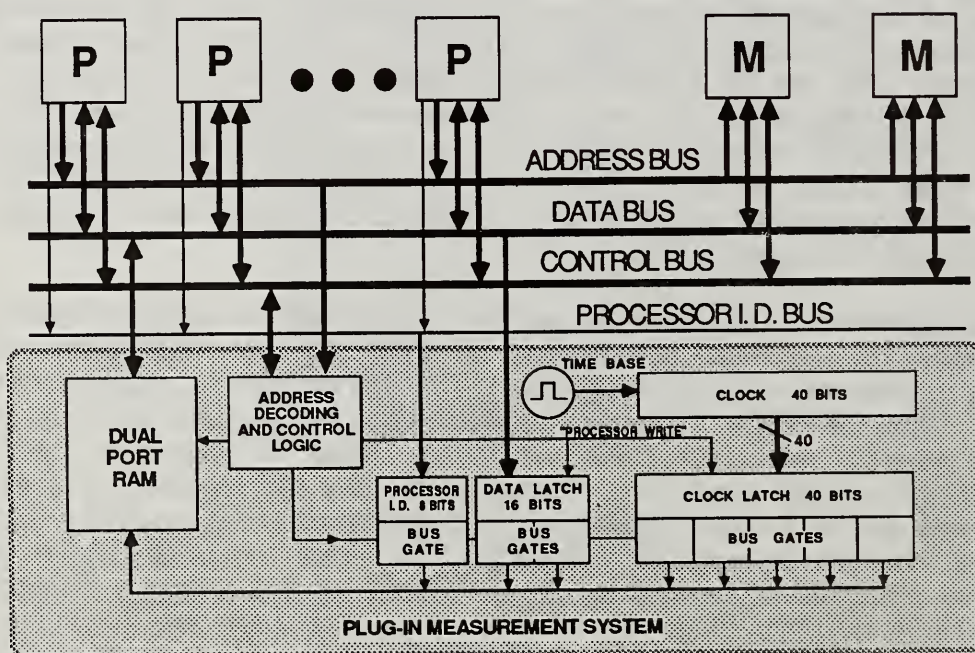 P
P
P
M
M
ADDRESS BUS
DATA BUS
CONTROL BUS
PROCESSOR I. D. BUS
TIME BASE
CLOCK 40 BITS
40
DUAL
PORT
RAM
ADDRESS
DECODING
AND CONTROL
LOGIC
"PROCESSOR WRITE"
PROCESSOR
I.D. 8 BITS
BUS
GATE
DATA LATCH
16 BITS
BUS
GATES
CLOCK LATCH 40 BITS
BUS GATES
PLUG-IN MEASUREMENT SYSTEM